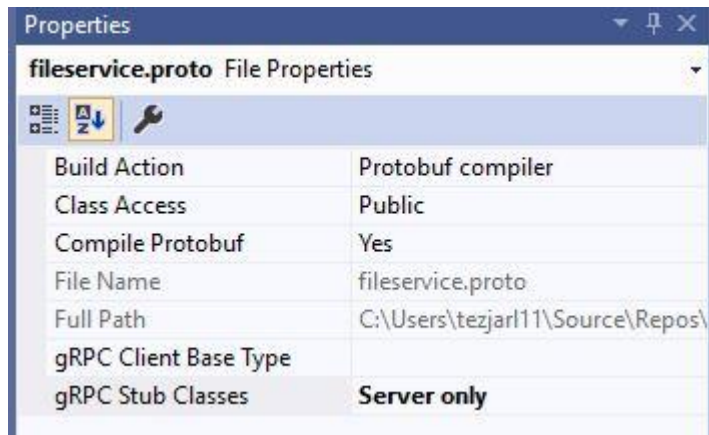 Properties
fileservice.proto File Properties
Build Action Protobuf compiler
Class Access Public
Compile Protobuf Yes
File Name fileservice.proto
Full Path C:\Users\tezjarl11\Source\Repos\
gRPC Client Base Type
gRPC Stub Classes Server only